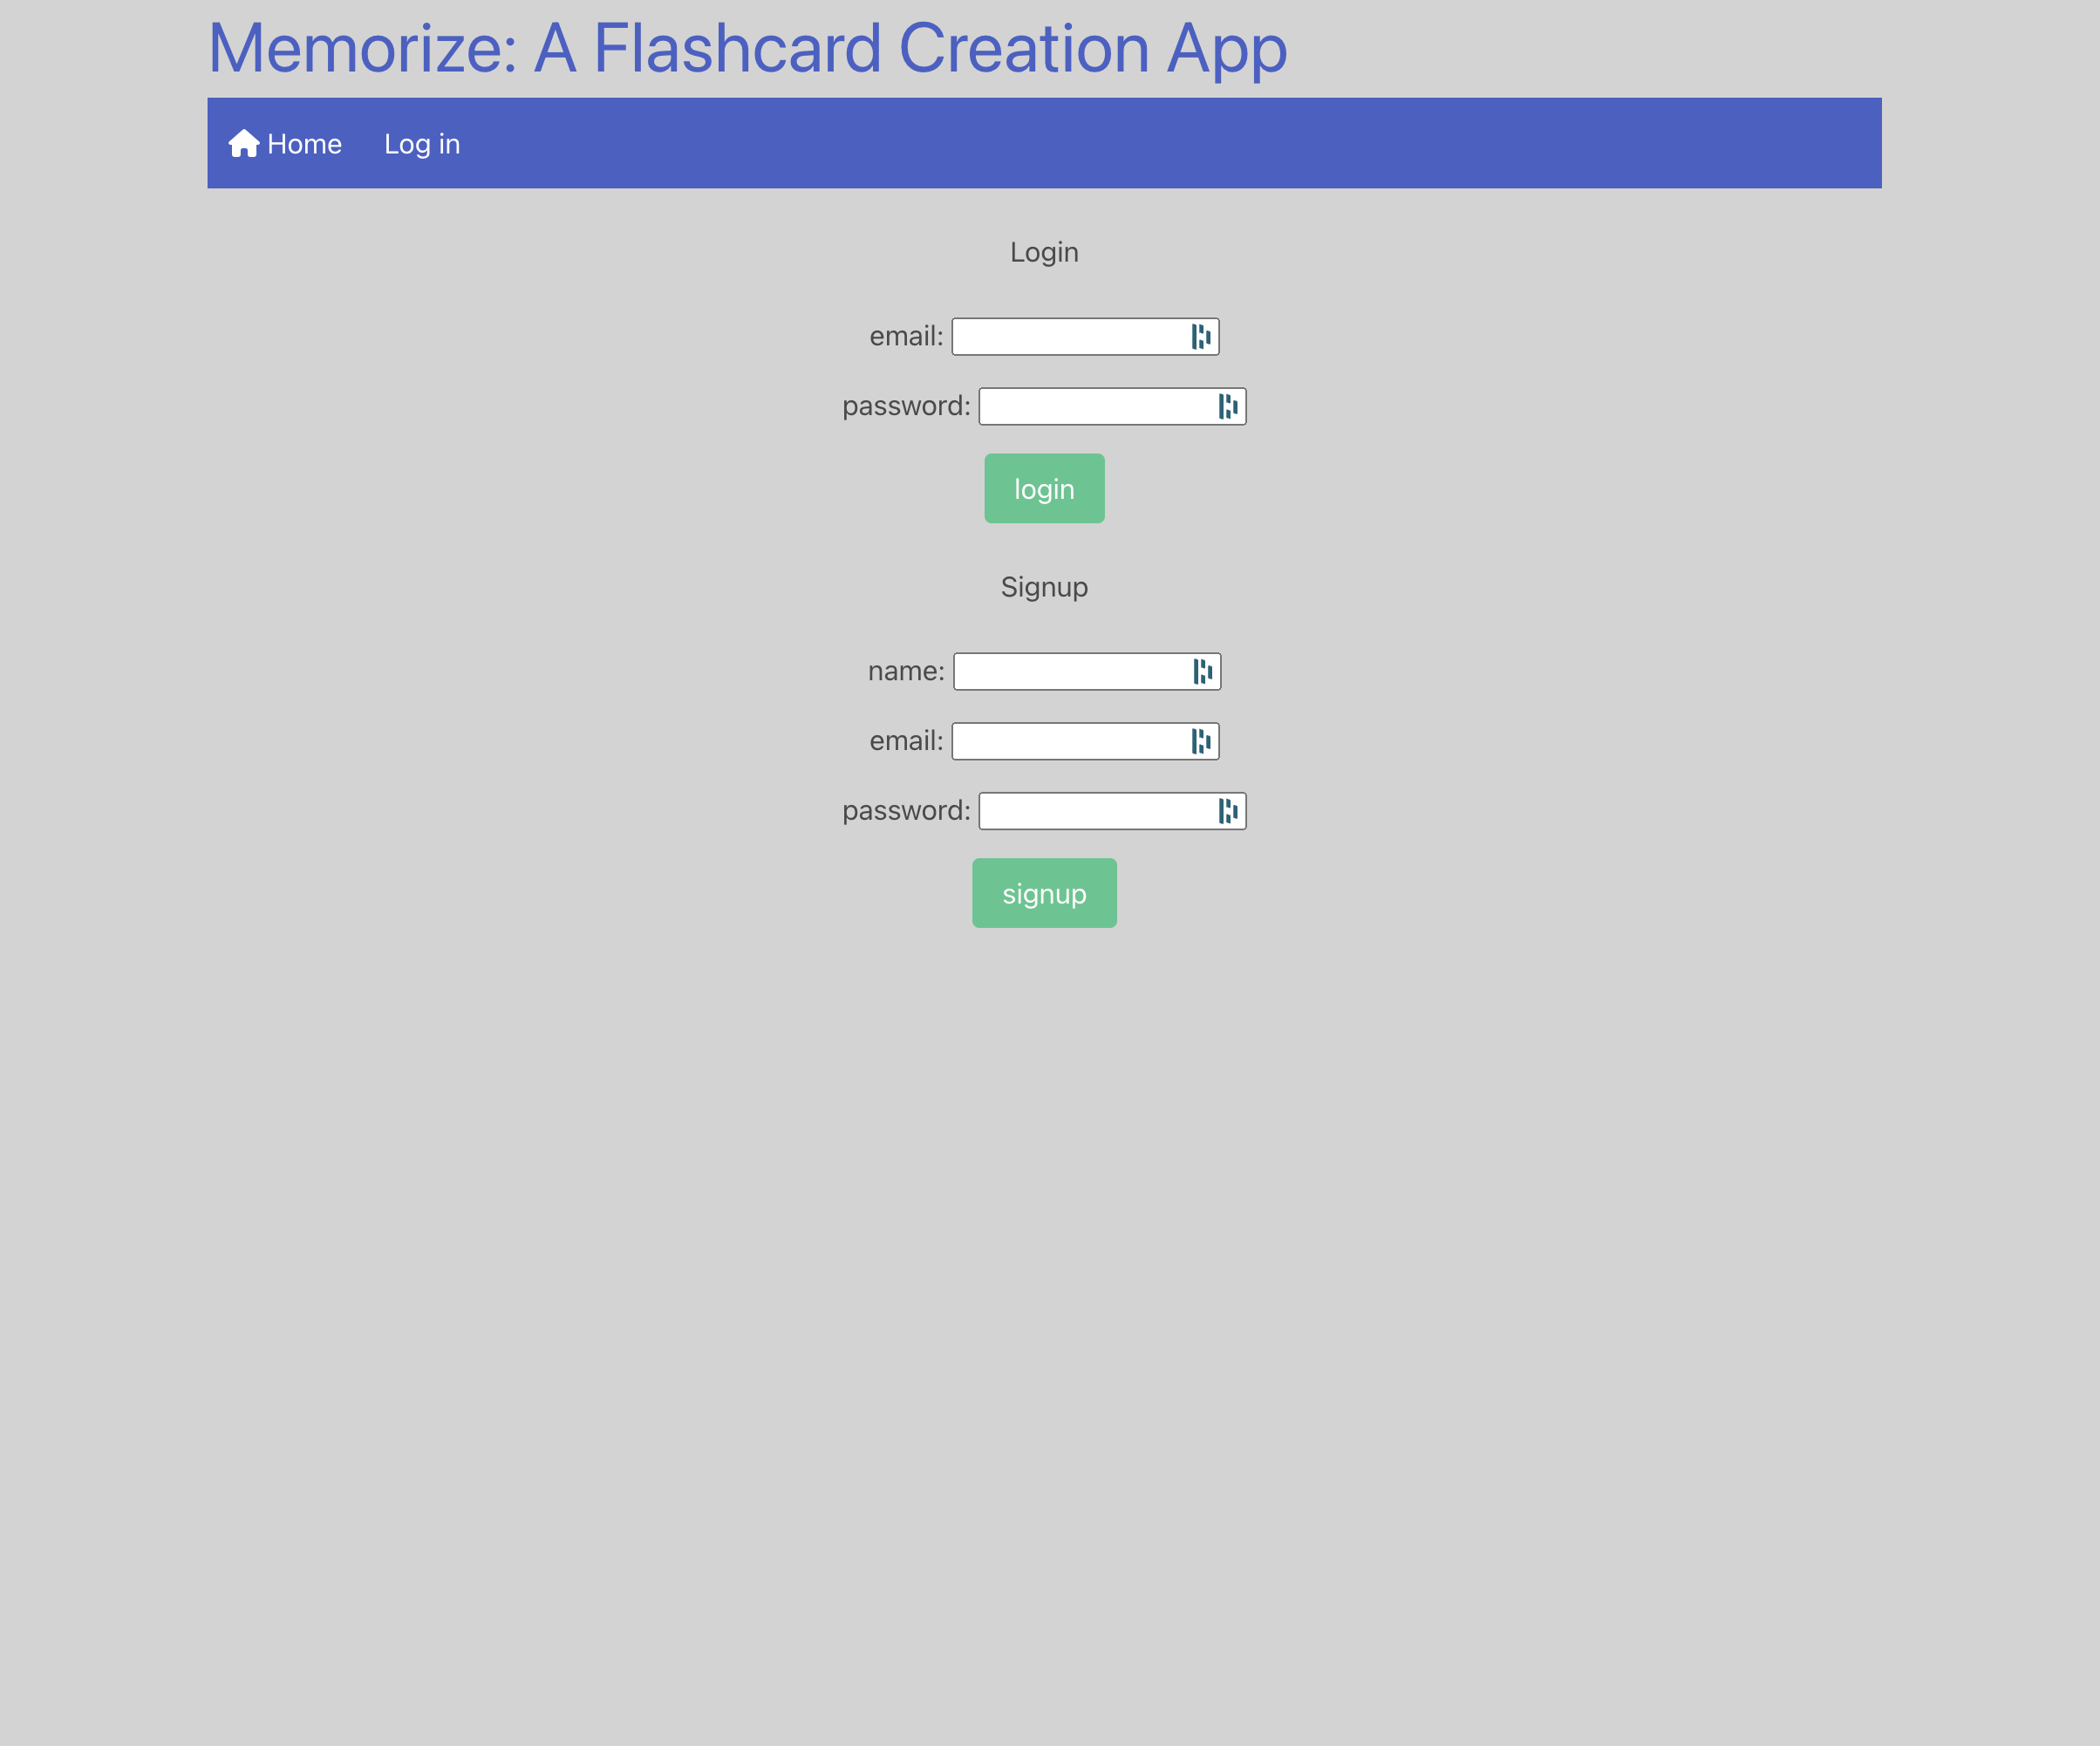 Memorize: A Flashcard Creation App
Home Log in
Login
email:
password:
login
Signup
name:
email:
password:
signup